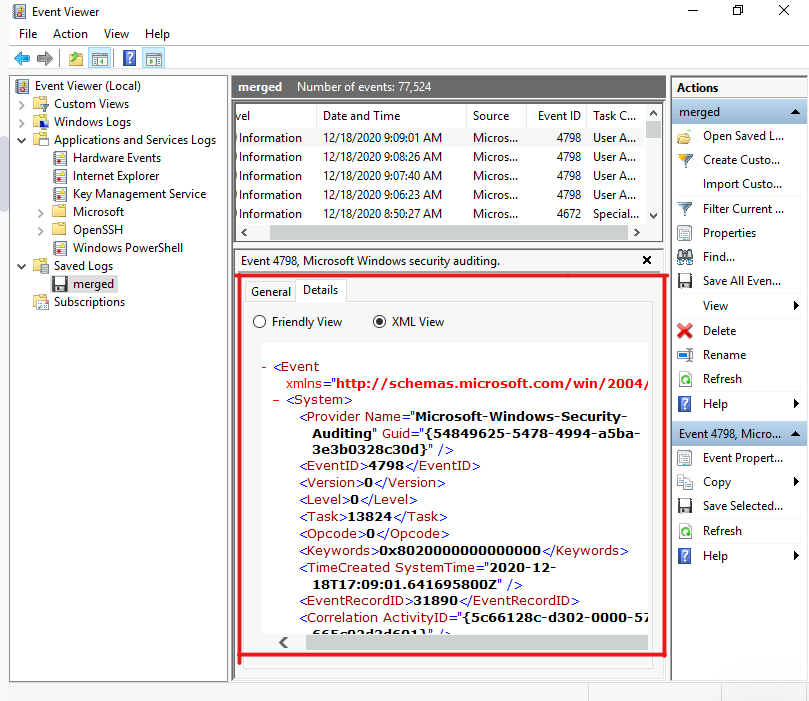 Event Viewer
File Action View Help
Event Viewer (Local)
Custom Views
Windows Logs
Applications and Services Logs
Hardware Events
Internet Explorer
Key Management Service
Microsoft
OpenSSH
Windows PowerShell
Saved Logs
merged
Subscriptions
merged Number of events: 77,524
vel Date and Time Source Event ID Task C...
Information 12/18/2020 9:09:01 AM Micros... 4798 User A...
Information 12/18/2020 9:08:26 AM Micros... 4798 User A...
Information 12/18/2020 9:07:40 AM Micros... 4798 User A...
Information 12/18/2020 9:06:23 AM Micros... 4798 User A...
Information 12/18/2020 8:50:27 AM Micros... 4672 Special...
Event 4798, Microsoft Windows security auditing.
General Details
Friendly View XML View
- <Event
xmlns="http://schemas.microsoft.com/win/2004/
- <System>
<Provider Name="Microsoft-Windows-Security-
Auditing" Guid="{54849625-5478-4994-a5ba-
3e3b0328c30d}" />
<EventID>4798</EventID>
<Version>0</Version>
<Level>0</Level>
<Task>13824</Task>
<Opcode>0</Opcode>
<Keywords>0x8020000000000000</Keywords>
<TimeCreated SystemTime="2020-12-
18T17:09:01.641695800Z" />
<EventRecordID>31890</EventRecordID>
<Correlation ActivityID="{5c66128c-d302-0000-57
Actions
merged
Open Saved L...
Create Custo...
Import Custo...
Filter Current ...
Properties
Find...
Save All Even...
View
Delete
Rename
Refresh
Help
Event 4798, Micro...
Event Propert...
Copy
Save Selected...
Refresh
Help